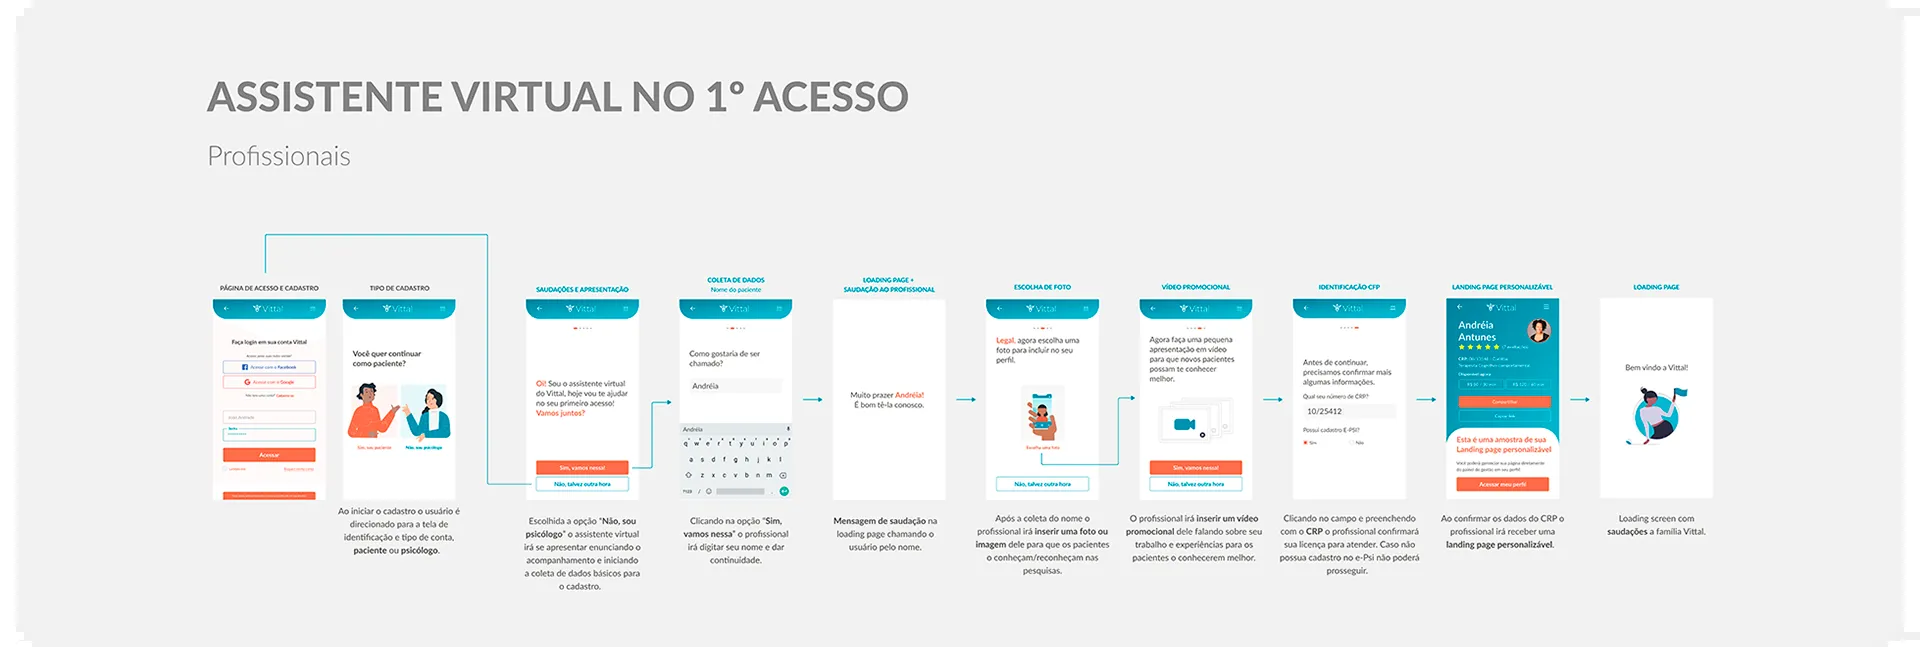 ASSISTENTE VIRTUAL NO 1º ACESSO
Profissionais
PÁGINA DE ACESSO E CADASTRO
Vittal
Faça login em sua conta Vittal
Acessar com o Facebook
Acessar com o Google
Acessar
TIPO DE CADASTRO
Vittal
Você quer continuar
como paciente?
Sim, sou paciente
Não, sou psicólogo
Ao iniciar o cadastro o usuário é
direcionado para a tela de
identificação e tipo de conta,
paciente ou psicólogo.
SAUDAÇÕES E APRESENTAÇÃO
Vittal
Oi! Sou o assistente virtual
do Vittal, hoje vou te ajudar
no seu primeiro acesso!
Vamos juntos?
Sim, vamos nessa!
Não, talvez outra hora
Escolhida a opção "Não, sou
psicólogo" o assistente virtual
irá se apresentar enunciando o
acompanhamento e iniciando
a coleta de dados básicos para
o cadastro.
COLETA DE DADOS
Nome do paciente
Vittal
Como gostaria de ser
chamado?
Andréia
Andréia
q w e r t y u i o p
a s d f g h j k l
z x c v b n m
?123 /
Clicando na opção "Sim,
vamos nessa" o profissional
irá digitar seu nome e dar
continuidade.
LOADING PAGE +
SAUDAÇÃO AO PROFISSIONAL
Muito prazer Andréia!
É bom tê-la conosco.
Mensagem de saudação na
loading page chamando o
usuário pelo nome.
ESCOLHA DE FOTO
Vittal
Legal, agora escolha uma
foto para incluir no seu
perfil.
Escolha uma foto
Não, talvez outra hora
Após a coleta do nome o
profissional irá inserir uma foto ou
imagem dele para que os pacientes
o conheçam/reconheçam nas
pesquisas.
VÍDEO PROMOCIONAL
Vittal
Agora faça uma pequena
apresentação em vídeo
para que novos pacientes
possam te conhecer
melhor.
Sim, vamos nessa!
Não, talvez outra hora
O profissional irá inserir um vídeo
promocional dele falando sobre seu
trabalho e experiências para os
pacientes o conhecerem melhor.
IDENTIFICAÇÃO CFP
Vittal
Antes de continuar,
precisamos confirmar mais
algumas informações.
Qual seu número de CRP?
10/25412
Possui cadastro E-PSI?
Sim
Não
Clicando no campo e preenchendo
com o CRP o profissional confirmará
sua licença para atender. Caso não
possua cadastro no e-Psi não poderá
prosseguir.
LANDING PAGE PERSONALIZÁVEL
Vittal
Andréia
Antunes
Compartilhar
Esta é uma amostra de sua
Landing page personalizável
Você poderá gerenciar sua página diretamente
do painel de gestão em seu perfil!
Acessar meu perfil
Ao confirmar os dados do CRP o
profissional irá receber uma
landing page personalizável.
LOADING PAGE
Bem vindo a Vittal!
Loading screen com
saudações a família Vittal.